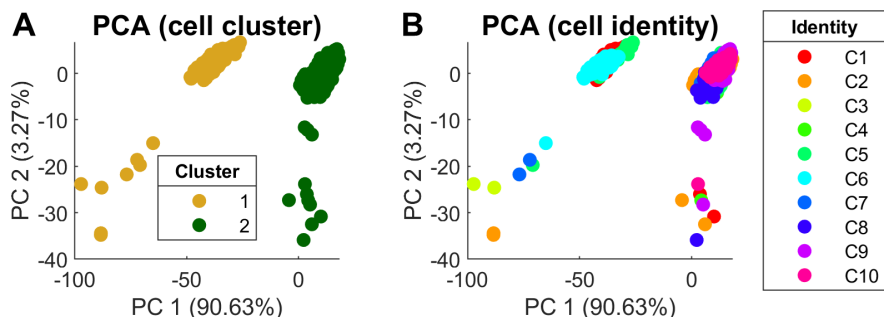 A PCA (cell cluster)
PC 2 (3.27%)
0
-10
-20
-30
-40
-100
-50
0
PC 1 (90.63%)
Cluster
1
2
B PCA (cell identity)
PC 2 (3.27%)
0
-10
-20
-30
-40
-100
-50
0
PC 1 (90.63%)
Identity
C1
C2
C3
C4
C5
C6
C7
C8
C9
C10